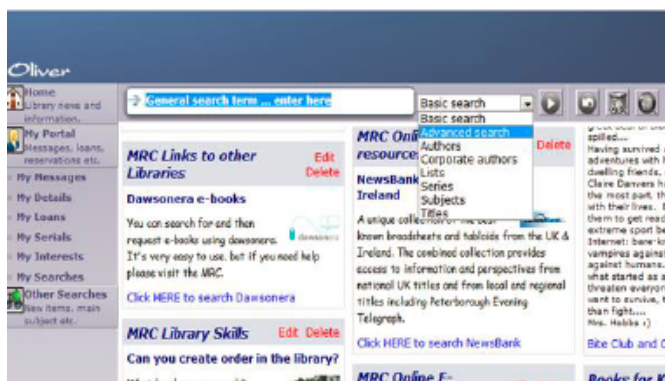 Oliver
Home
Library news and
information.
My Portal
Messages, loans,
reservations etc.
My Messages
My Details
My Loans
My Serials
My Interests
My Searches
Other Searches
New items, main
subject etc.
General search term ... enter here
Basic search
Basic search
Advanced search
Authors
Corporate authors
Lists
Series
Subjects
Titles
MRC Links to other
Libraries
Edit
Delete
Dawsonera e-books
You can search for and then
request e-books using dawsonera.
It's very easy to use, but if you need help
please visit the MRC.
dawsonera
Click HERE to search Dawsonera
MRC Library Skills
Edit Delete
Can you create order in the library?
MRC
resource
Delete
NewsBank
Ireland
A unique collection of the best
known broadsheets and tabloids from the UK &
Ireland. The combined collection provides
access to information and perspectives from
national UK titles and from local and regional
titles including Peterborough Evening
Telegraph.
Click HERE to search NewsBank
MRC Online E-
spilled...
Having survived
adventures with
duelling friends,
Claire Danvers
the most part, th
with their lives.
them to get
extreme sport
Internet: bare-k
vampires against
against humans.
what started as
threaten everyon
want to survive,
than fight....
Mrs. Hobbs :)
Bite Club and
Books for